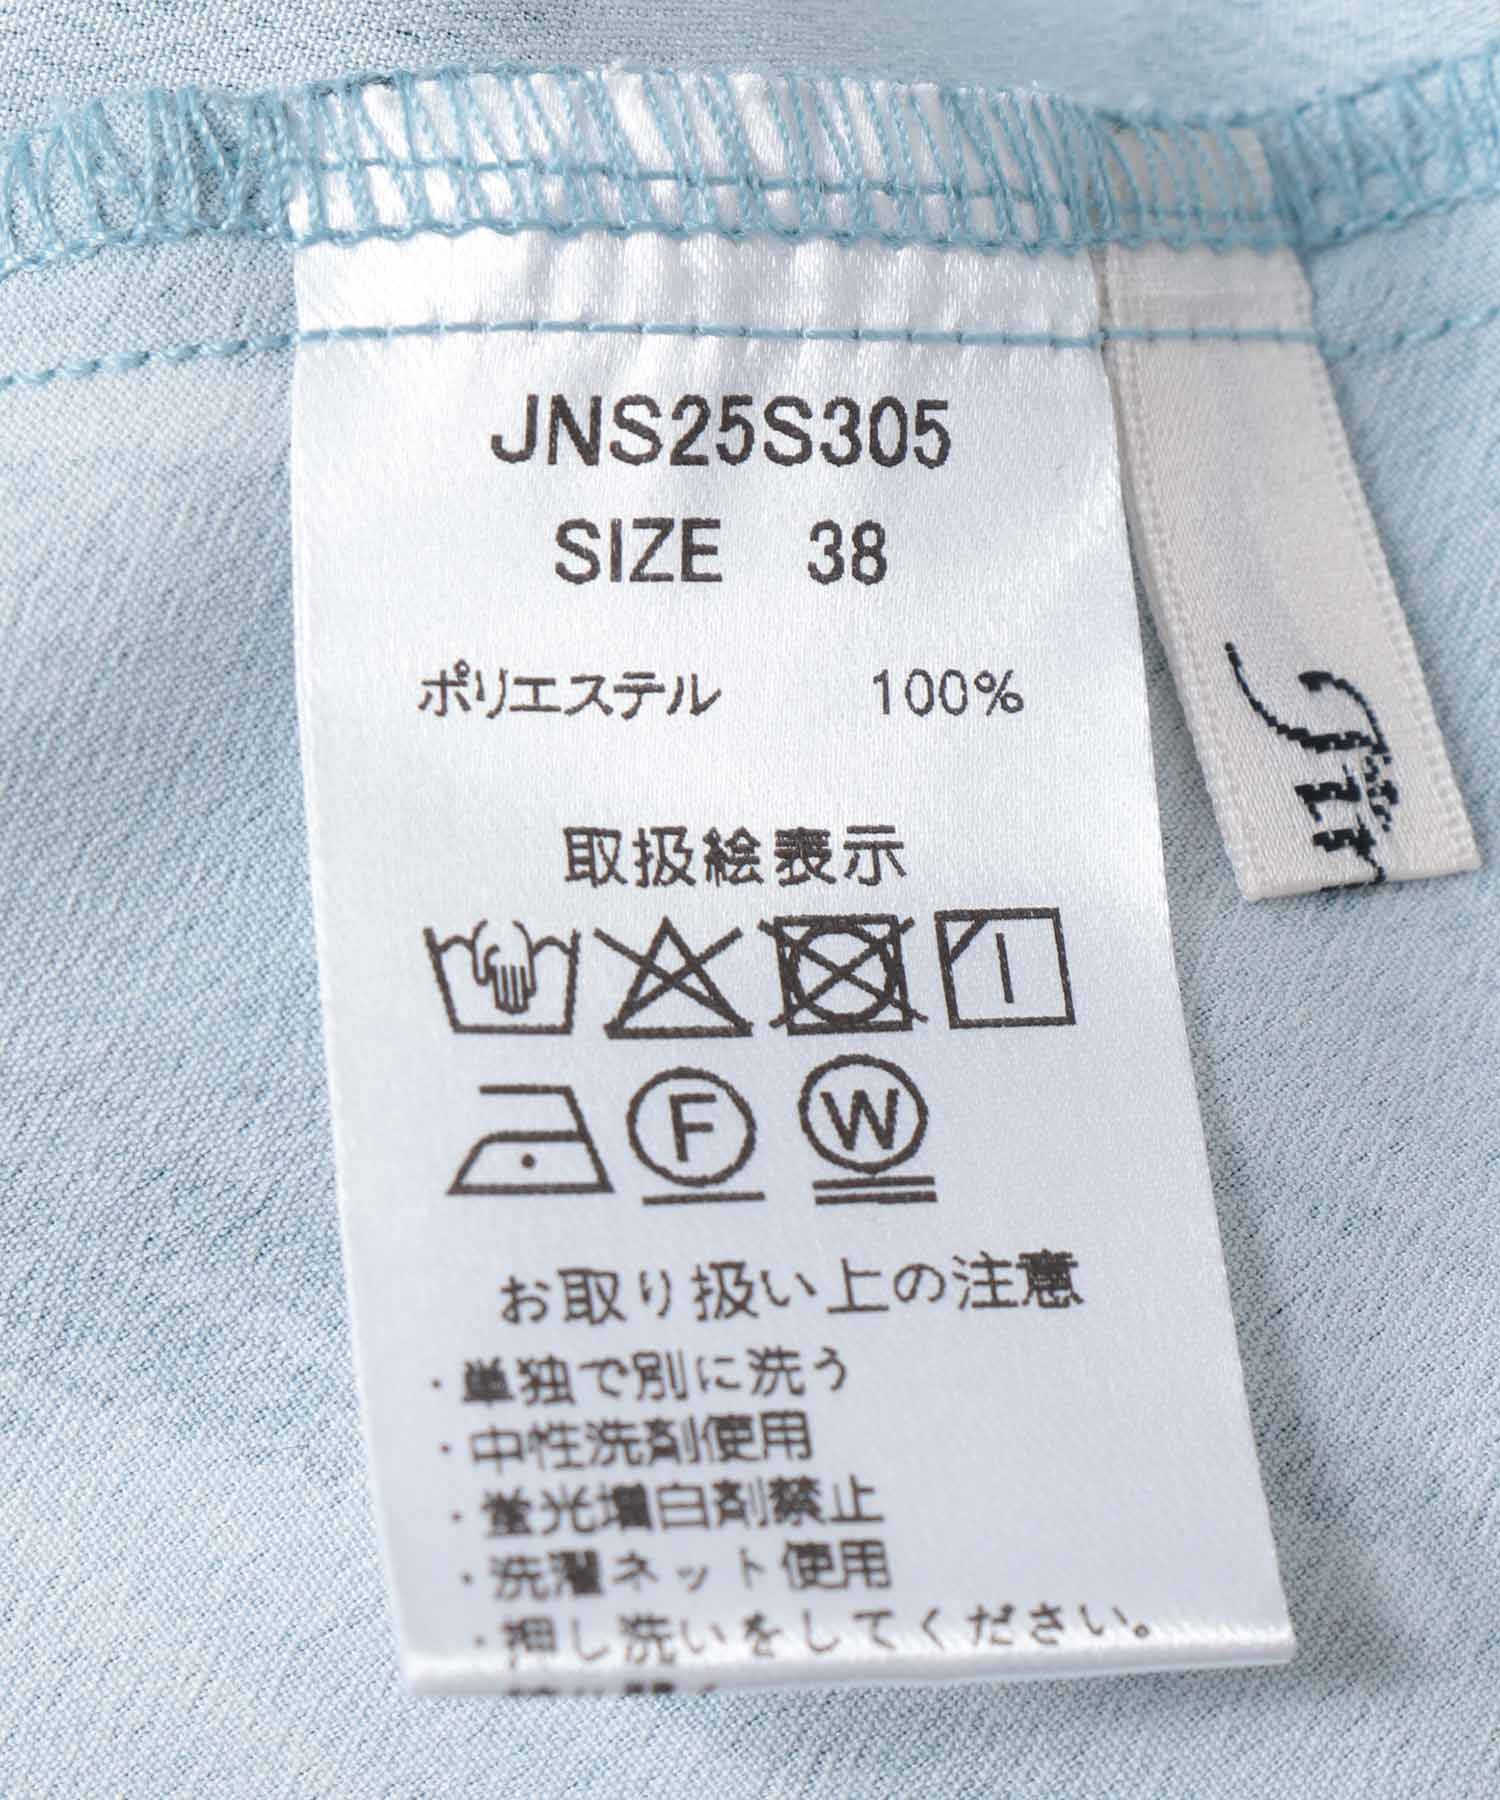 JNS25S305
SIZE 38
ポリエステル 100%
取扱絵表示
F W
お取り扱い上の注意
・単独で別に洗う
・中性洗剤使用
・蛍光増白剤禁止
・洗濯ネット使用
・押し洗いをしてください。